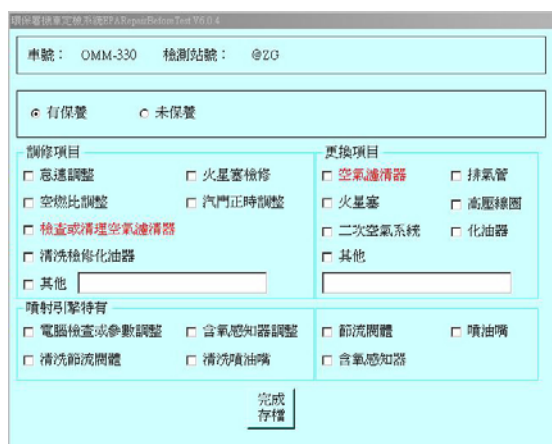 環保署機車定檢系統EPARepairBeforeTest V6.0.4
車號： OMM-330 檢測站號： @ZG
有保養 未保養
調修項目 更換項目
怠速調整 火星塞檢修 空氣濾清器 排氣管
空燃比調整 汽門正時調整 火星塞 高壓線圈
檢查或清理空氣濾清器 二次空氣系統 化油器
清洗檢修化油器 其他
其他
噴射引擎特有
電腦檢查或參數調整 含氧感知器調整 節流閥體 噴油嘴
清洗節流閥體 清洗噴油嘴 含氧感知器
完成
存檔